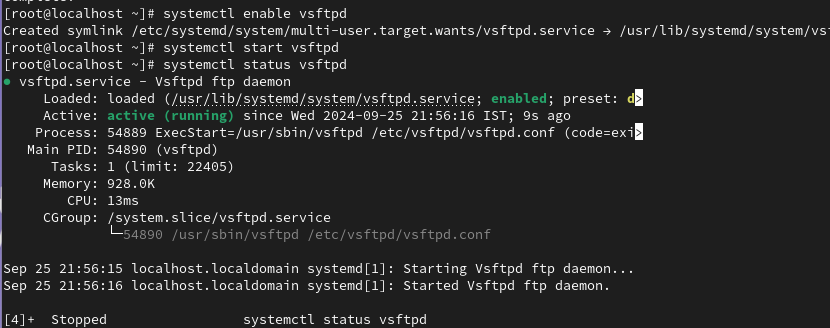 [root@localhost ~]# systemctl enable vsftpd
Created symlink /etc/systemd/system/multi-user.target.wants/vsftpd.service → /usr/lib/systemd/system/vsf
[root@localhost ~]# systemctl start vsftpd
[root@localhost ~]# systemctl status vsftpd
● vsftpd.service - Vsftpd ftp daemon
Loaded: loaded (/usr/lib/systemd/system/vsftpd.service; enabled; preset: d>
Active: active (running) since Wed 2024-09-25 21:56:16 IST; 9s ago
Process: 54889 ExecStart=/usr/sbin/vsftpd /etc/vsftpd/vsftpd.conf (code=exi>
Main PID: 54890 (vsftpd)
Tasks: 1 (limit: 22405)
Memory: 928.0K
CPU: 13ms
CGroup: /system.slice/vsftpd.service
└─54890 /usr/sbin/vsftpd /etc/vsftpd/vsftpd.conf
Sep 25 21:56:15 localhost.localdomain systemd[1]: Starting Vsftpd ftp daemon...
Sep 25 21:56:16 localhost.localdomain systemd[1]: Started Vsftpd ftp daemon.
[4]+ Stopped systemctl status vsftpd